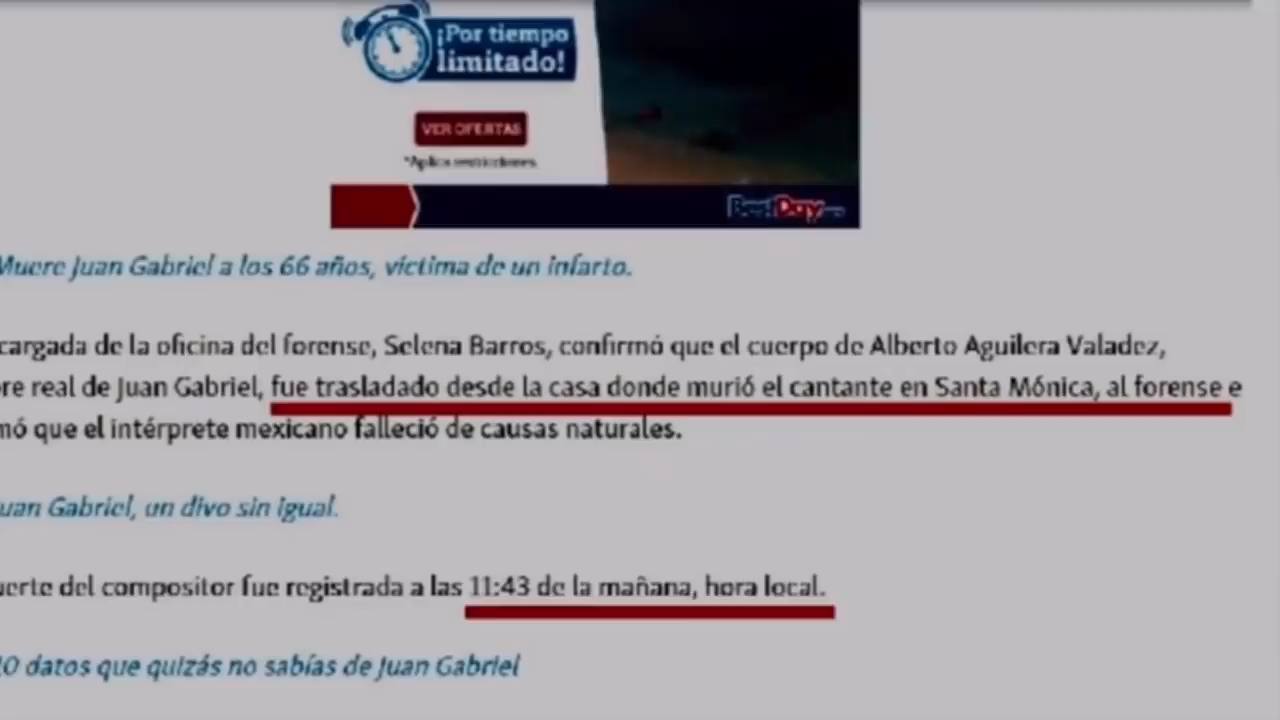 ¡Por tiempo
limitado!
VER OFERTAS
*Aplica restricciones.
BestDay
Muere Juan Gabriel a los 66 años, víctima de un infarto.
cargada de la oficina del forense, Selena Barros, confirmó que el cuerpo de Alberto Aguilera Valadez,
re real de Juan Gabriel, fue trasladado desde la casa donde murió el cantante en Santa Mónica, al forense e
mó que el intérprete mexicano falleció de causas naturales.
uan Gabriel, un divo sin igual.
uerte del compositor fue registrada a las 11:43 de la mañana, hora local.
10 datos que quizás no sabías de Juan Gabriel